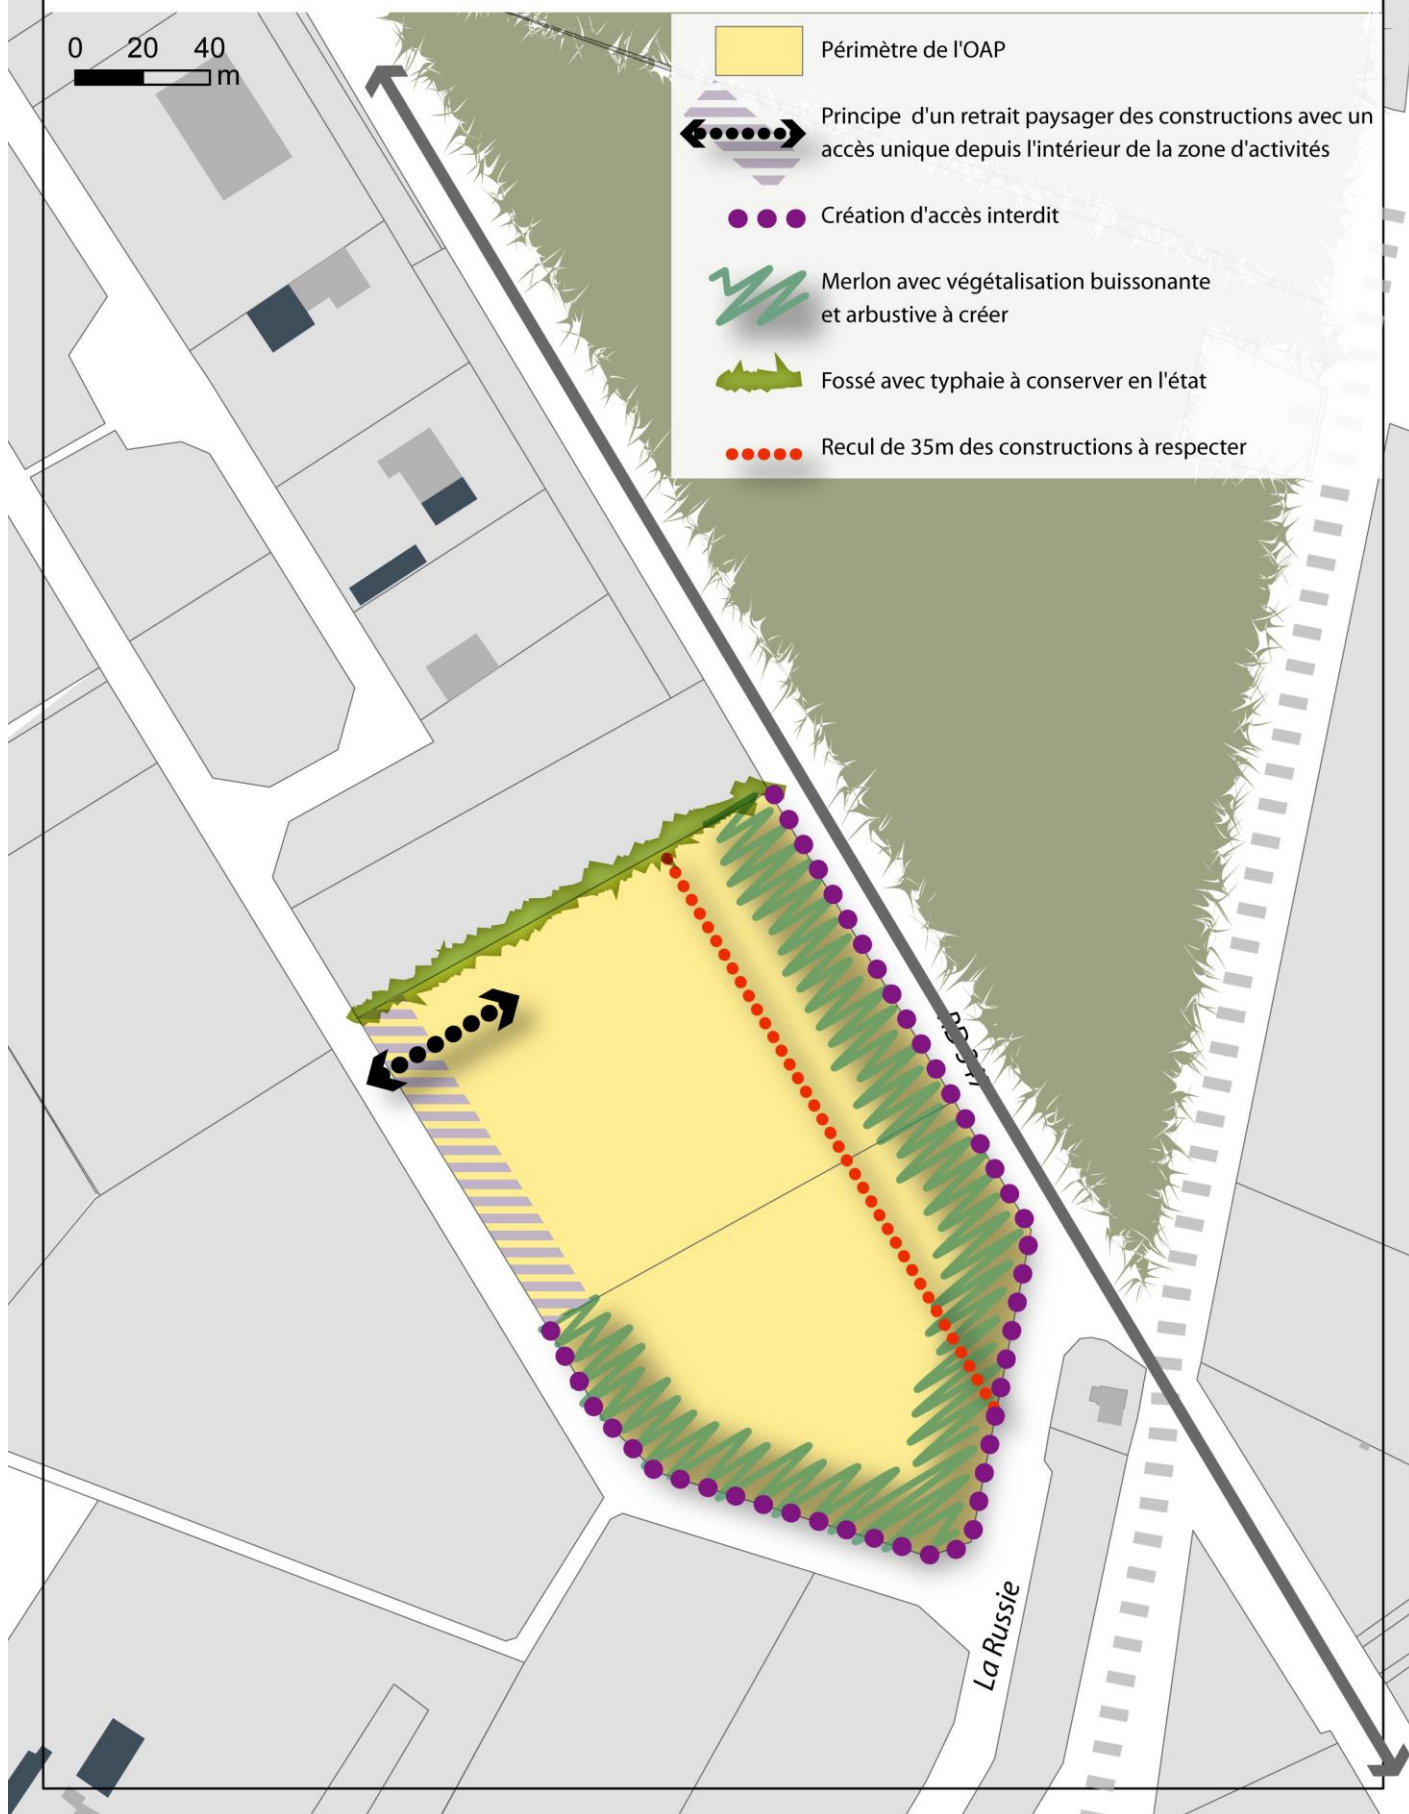 0 20 40
m
Périmètre de l'OAP
Principe d'un retrait paysager des constructions avec un
accès unique depuis l'intérieur de la zone d'activités
Création d'accès interdit
Merlon avec végétalisation buissonante
et arbustive à créer
Fossé avec typhaie à conserver en l'état
Recul de 35m des constructions à respecter
La Russie